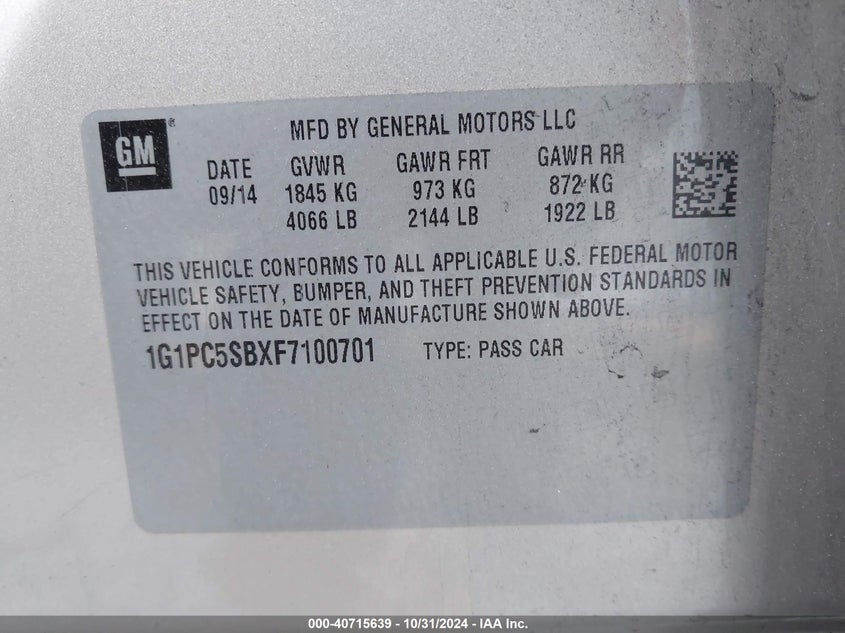 GM®
MFD BY GENERAL MOTORS LLC
DATE GVWR GAWR FRT GAWR RR
09/14 1845 KG 973 KG 872 KG
4066 LB 2144 LB 1922 LB
THIS VEHICLE CONFORMS TO ALL APPLICABLE U.S. FEDERAL MOTOR
VEHICLE SAFETY, BUMPER, AND THEFT PREVENTION STANDARDS IN
EFFECT ON THE DATE OF MANUFACTURE SHOWN ABOVE.
1G1PC5SBXF7100701 TYPE: PASS CAR
000-40715639 - 10/31/2024 - IAA Inc.